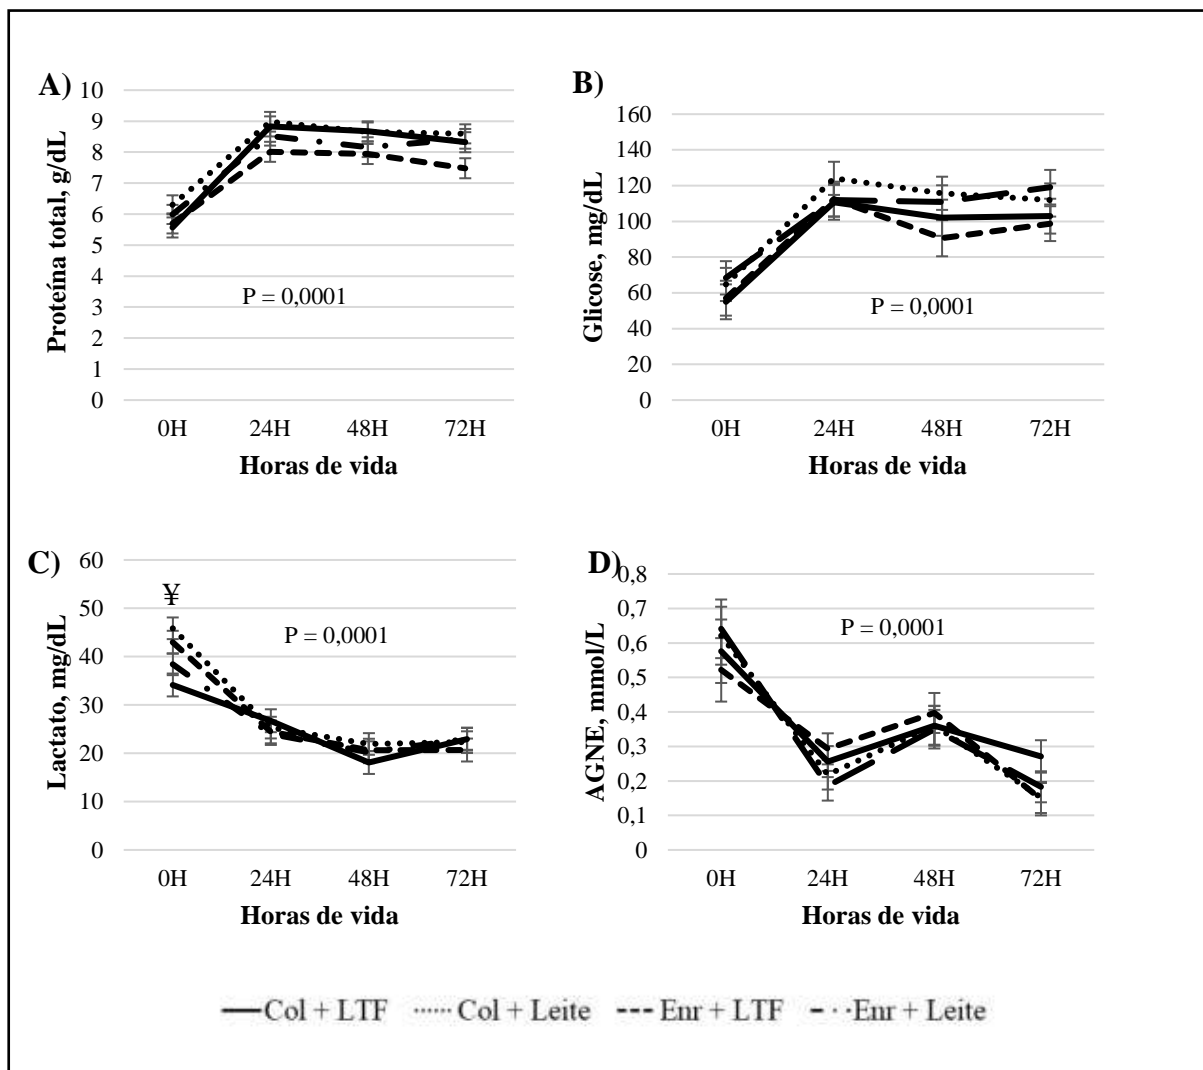 A)
Proteína total, g/dL
10
9
8
7
6
5
4
3
2
1
0
P = 0,0001
0H 24H 48H 72H
Horas de vida
B)
Glicose, mg/dL
160
140
120
100
80
60
40
20
0
P = 0,0001
0H 24H 48H 72H
Horas de vida
C)
Lactato, mg/dL
60
50
40
30
20
10
0
¥
P = 0,0001
0H 24H 48H 72H
Horas de vida
D)
AGNE, mmol/L
0,8
0,7
0,6
0,5
0,4
0,3
0,2
0,1
0
P = 0,0001
0H 24H 48H 72H
Horas de vida
Col + LTF Col + Leite Enr + LTF Enr + Leite